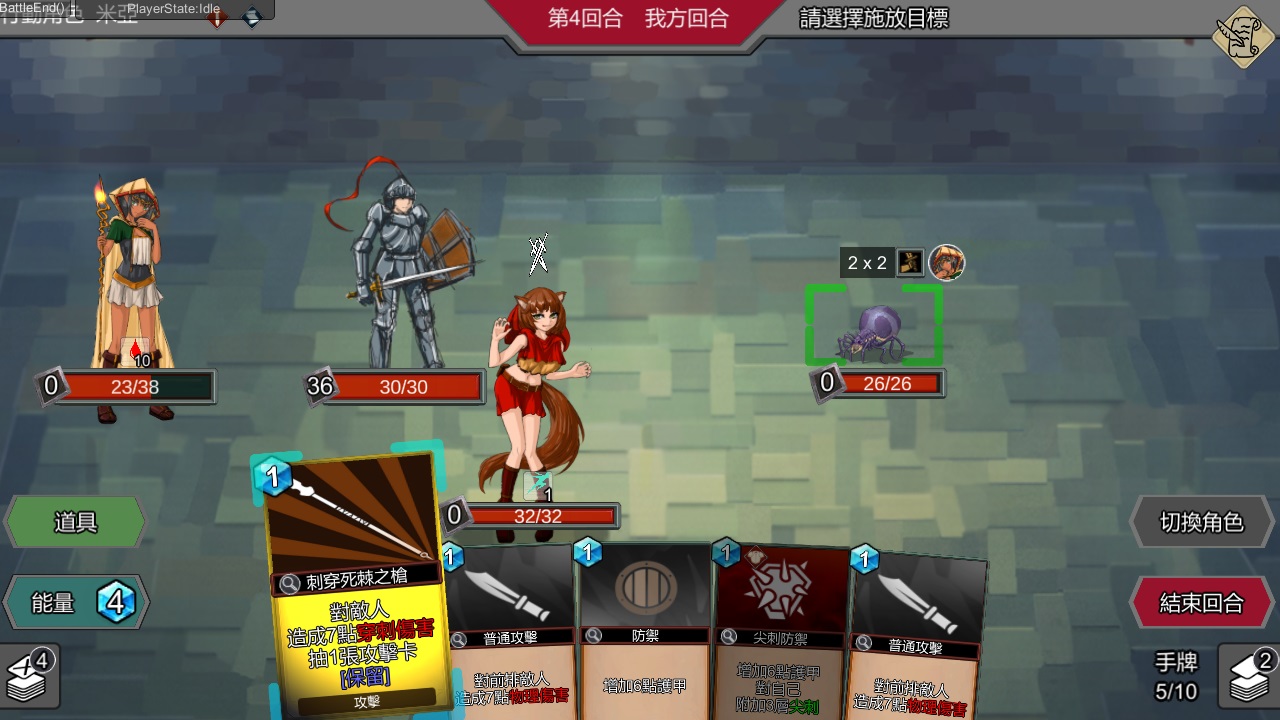 BattleEnd()
PlayerState:Idle
行動角色 米亞
第4回合 我方回合
請選擇施放目標
2 x 2
10
0
23/38
36
30/30
0
26/26
1
0
32/32
道具
能量
4
4
切換角色
結束回合
手牌
5/10
2
1
刺穿死棘之槍
對敵人
造成7點穿刺傷害
抽1張攻擊卡
[保留]
攻擊
1
普通攻擊
對前排敵人
造成7點物理傷害
1
防禦
增加6點護甲
1
尖刺防禦
增加6點護甲
對自己
附加3層尖刺
1
普通攻擊
對前排敵人
造成7點物理傷害